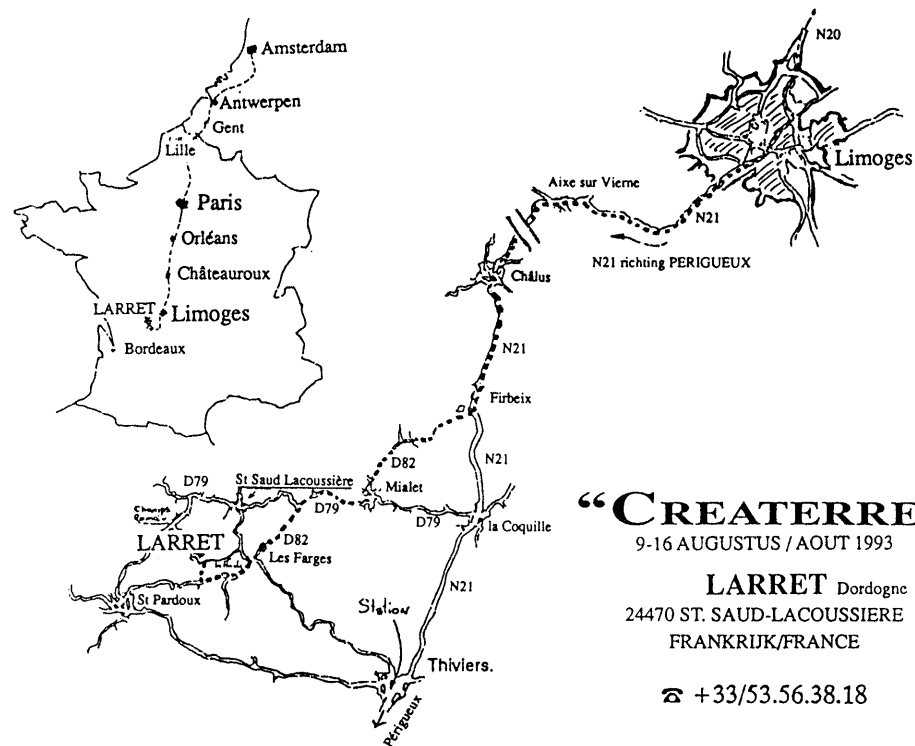 Amsterdam
Antwerpen
Gent
Lille
Paris
Orléans
Châteauroux
LARRET
Limoges
Bordeaux
N20
Limoges
Aixe sur Vierne
N21
N21 richting PERIGUEUX
Châlus
N21
Firbeix
N21
D82
Mialet
D79
St Saud Lacoussière
D79
D79
la Coquille
Champs
LARRET
D82
Les Farges
St Pardoux
N21
Station
Thiviers.
Périgueux
“CREATERRE
9-16 AUGUSTUS / AOUT 1993
LARRET Dordogne
24470 ST. SAUD-LACOUSSIERE
FRANKRIJK/FRANCE
☎ +33/53.56.38.18